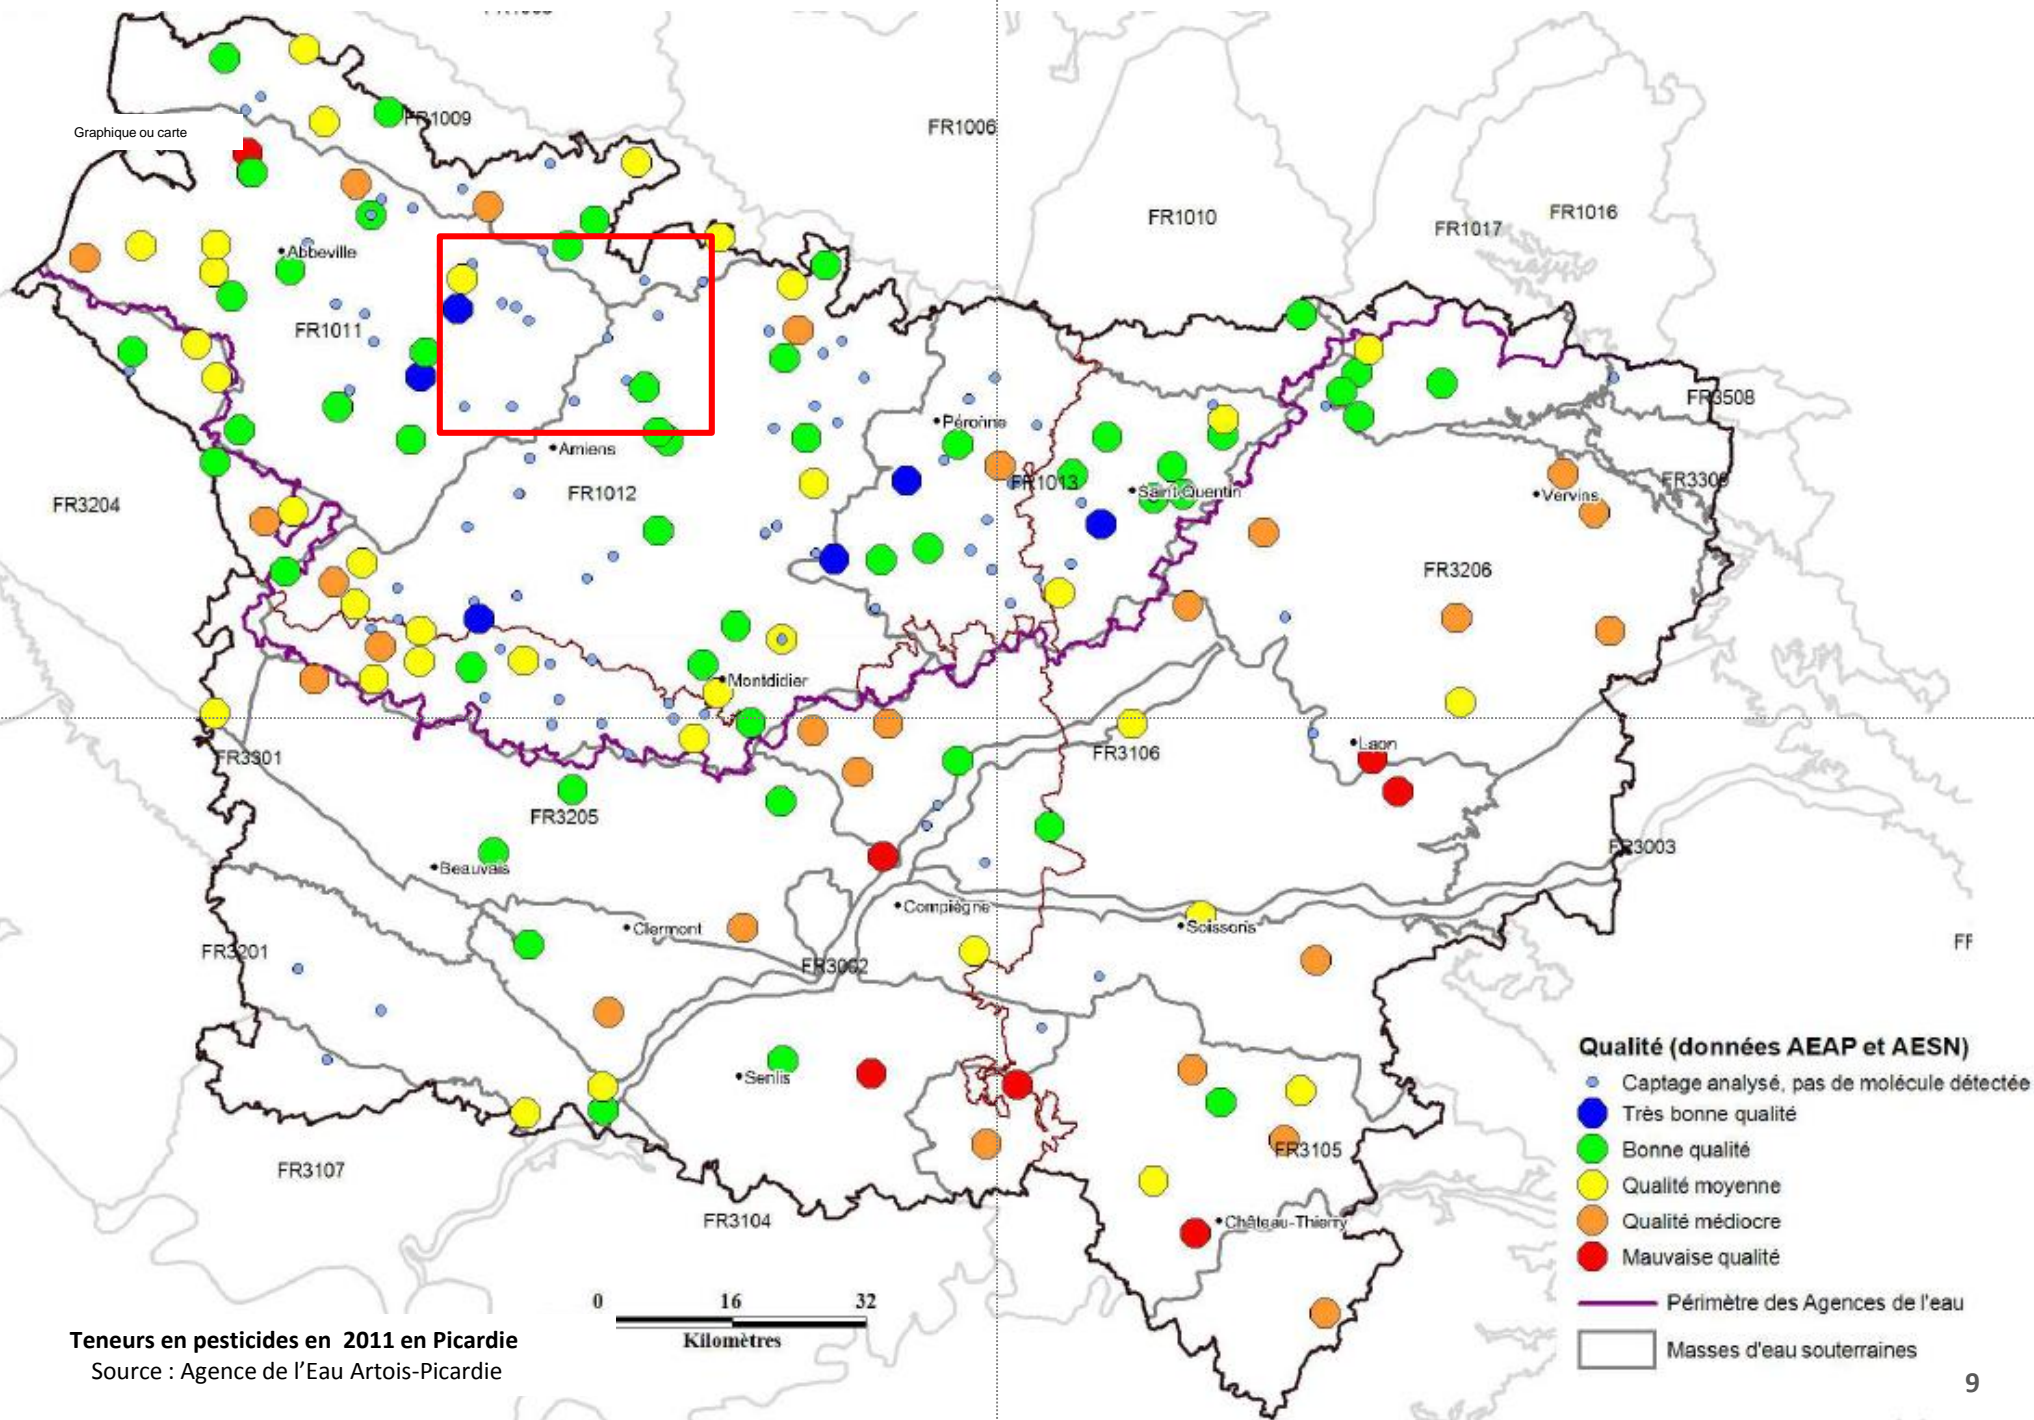 FR1009
Graphique ou carte
FR1006
FR1010
FR1016
FR1017
Abbeville
FR1011
FR3508
Péronne
Amiens
FR1013
Saint Quentin
FR1012
FR3204
Vervins
FR3309
FR3206
Montdidier
FR3301
FR3106
Laon
FR3205
Beauvais
FR3003
Compiègne
Clermont
Soissons
FR3201
FR3002
FF
Senlis
FR3105
FR3107
FR3104
Château-Thierry
Qualité (données AEAP et AESN)
Captage analysé, pas de molécule détectée
Très bonne qualité
Bonne qualité
Qualité moyenne
Qualité médiocre
Mauvaise qualité
Périmètre des Agences de l'eau
Masses d'eau souterraines
0 16 32
Kilomètres
Teneurs en pesticides en 2011 en Picardie
Source : Agence de l'Eau Artois-Picardie
9